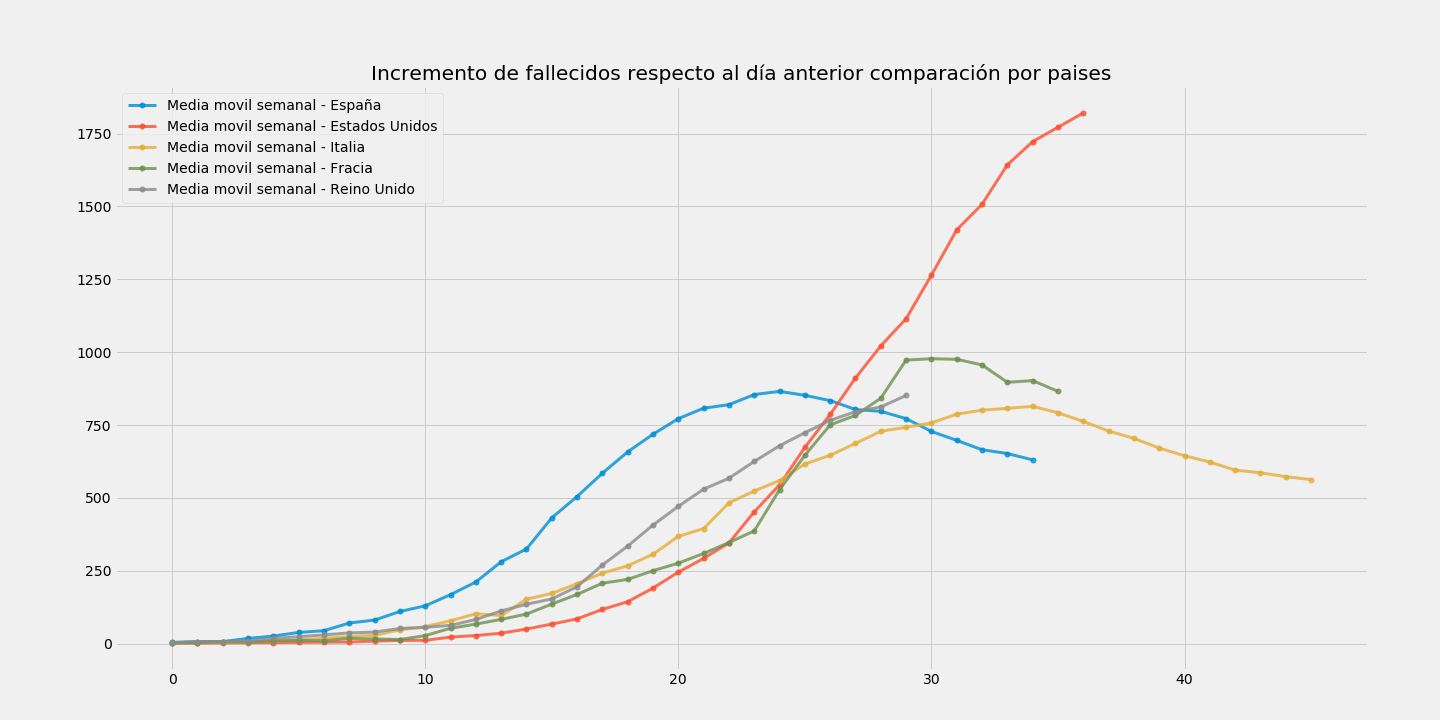 Incremento de fallecidos respecto al día anterior comparación por paises
Media movil semanal - España
Media movil semanal - Estados Unidos
Media movil semanal - Italia
Media movil semanal - Fracia
Media movil semanal - Reino Unido
1750
1500
1250
1000
750
500
250
0
0 10 20 30 40